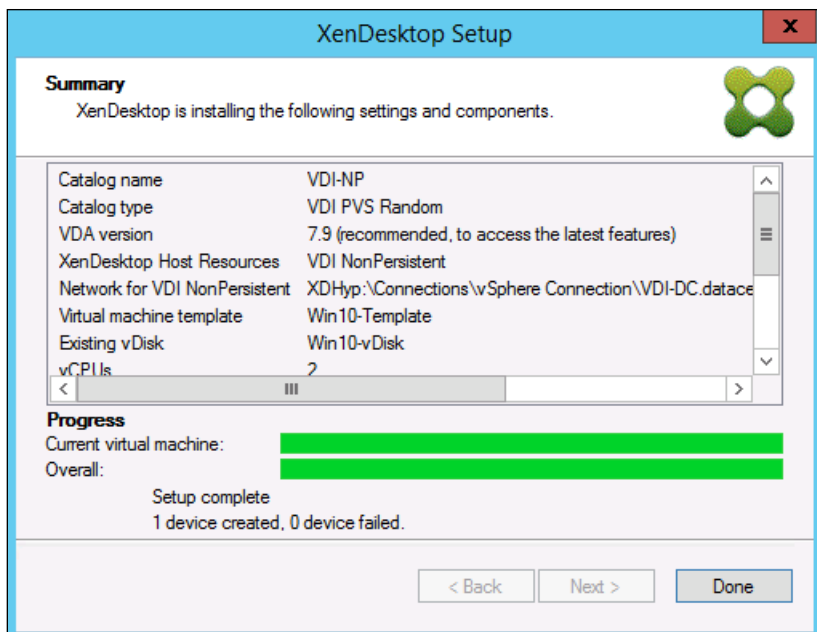 XenDesktop Setup
x
Summary
XenDesktop is installing the following settings and components.
Catalog name VDI-NP
Catalog type VDI PVS Random
VDA version 7.9 (recommended, to access the latest features)
XenDesktop Host Resources VDI NonPersistent
Network for VDI NonPersistent XDHyp:\Connections\vSphere Connection\VDI-DC.datace
Virtual machine template Win10-Template
Existing vDisk Win10-vDisk
vCPUs 2
Progress
Current virtual machine:
Overall:
Setup complete
1 device created, 0 device failed.
< Back Next > Done